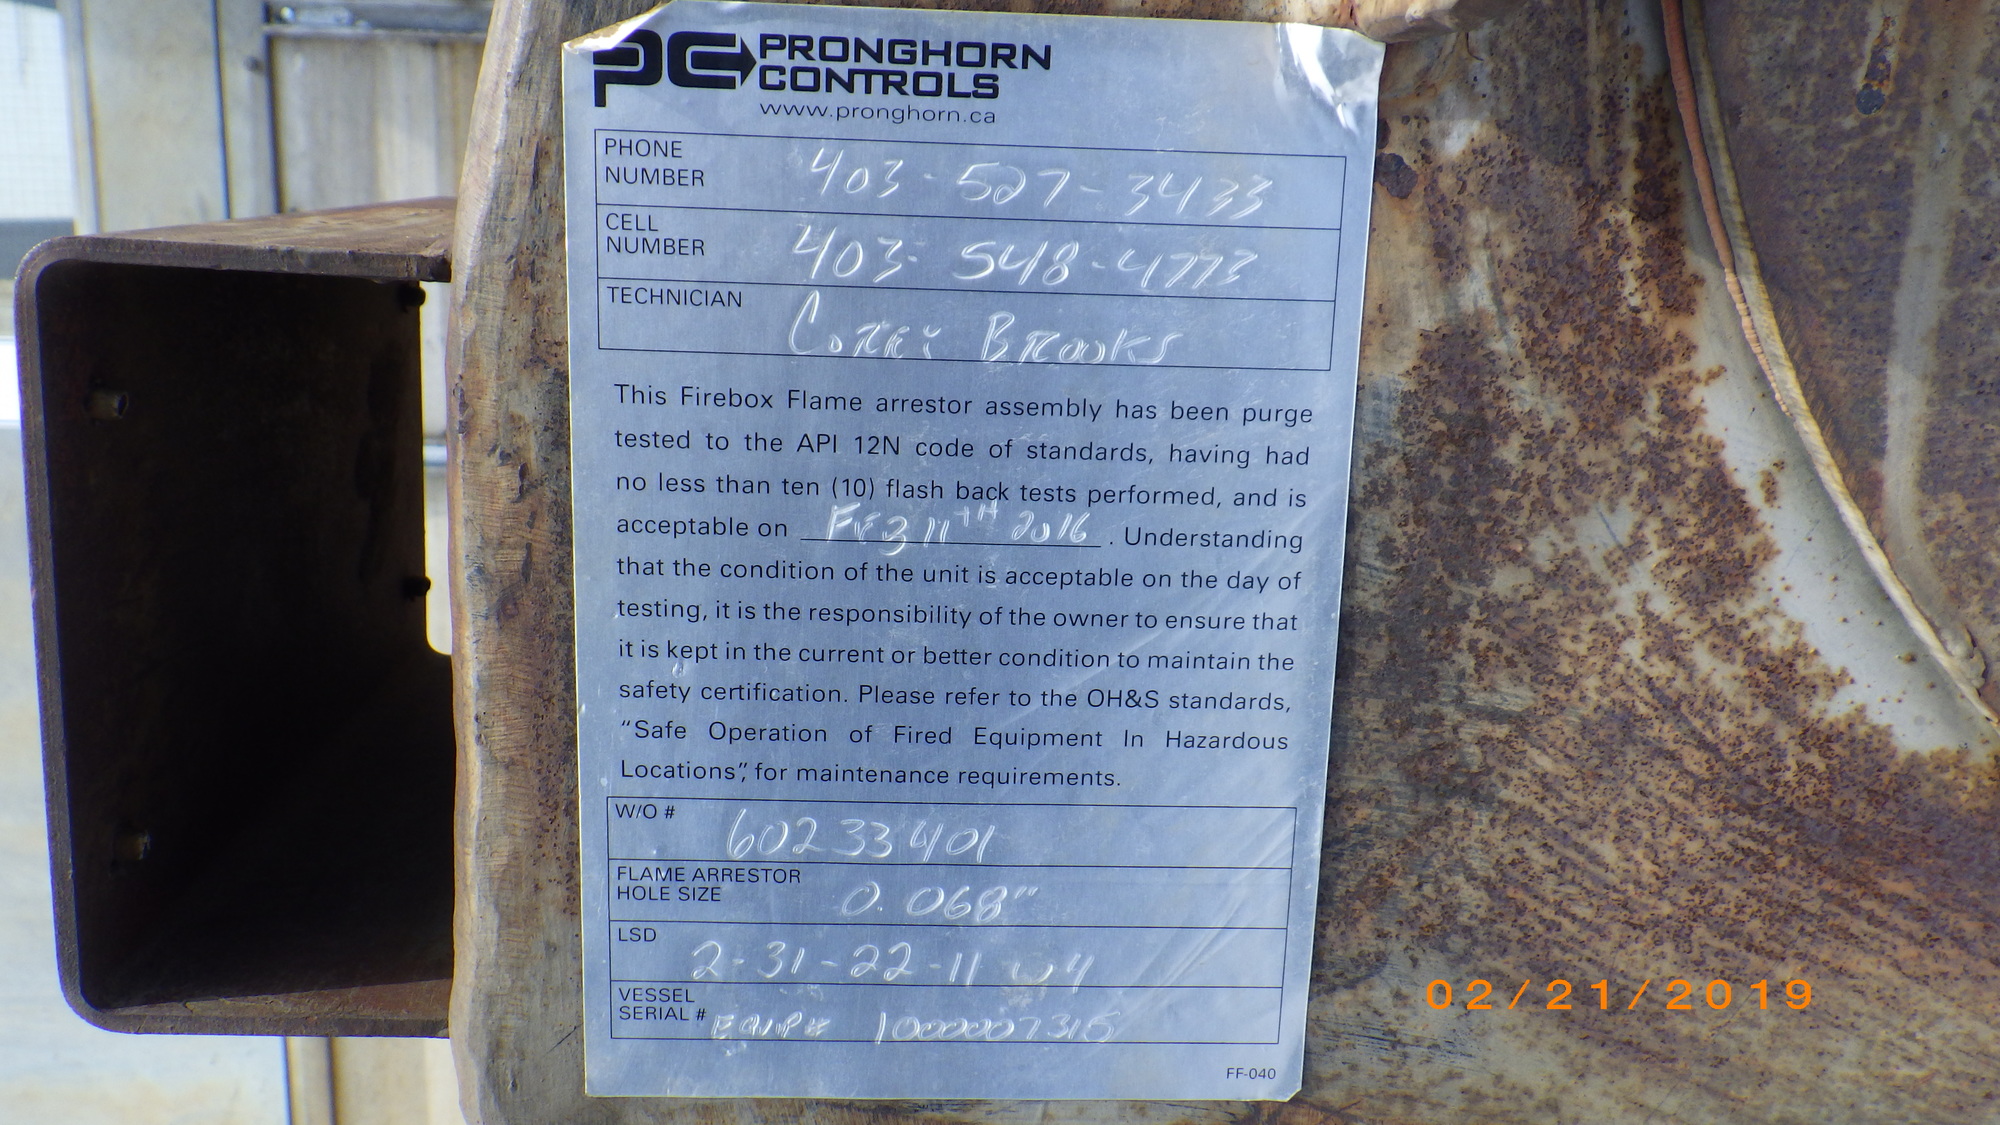 PC PRONGHORN
CONTROLS
www.pronghorn.ca
PHONE
NUMBER 403-527-3433
CELL
NUMBER 403-548-4773
TECHNICIAN Corey Brooks
This Firebox Flame arrestor assembly has been purge
tested to the API 12N code of standards, having had
no less than ten (10) flash back tests performed, and is
acceptable on FEB 11TH 2016 . Understanding
that the condition of the unit is acceptable on the day of
testing, it is the responsibility of the owner to ensure that
it is kept in the current or better condition to maintain the
safety certification. Please refer to the OH&S standards,
“Safe Operation of Fired Equipment In Hazardous
Locations”, for maintenance requirements.
W/O # 60233401
FLAME ARRESTOR
HOLE SIZE 0.068"
LSD 2-31-22-11 W4
VESSEL
SERIAL # EQUIP# 1000007315
FF-040
02/21/2019